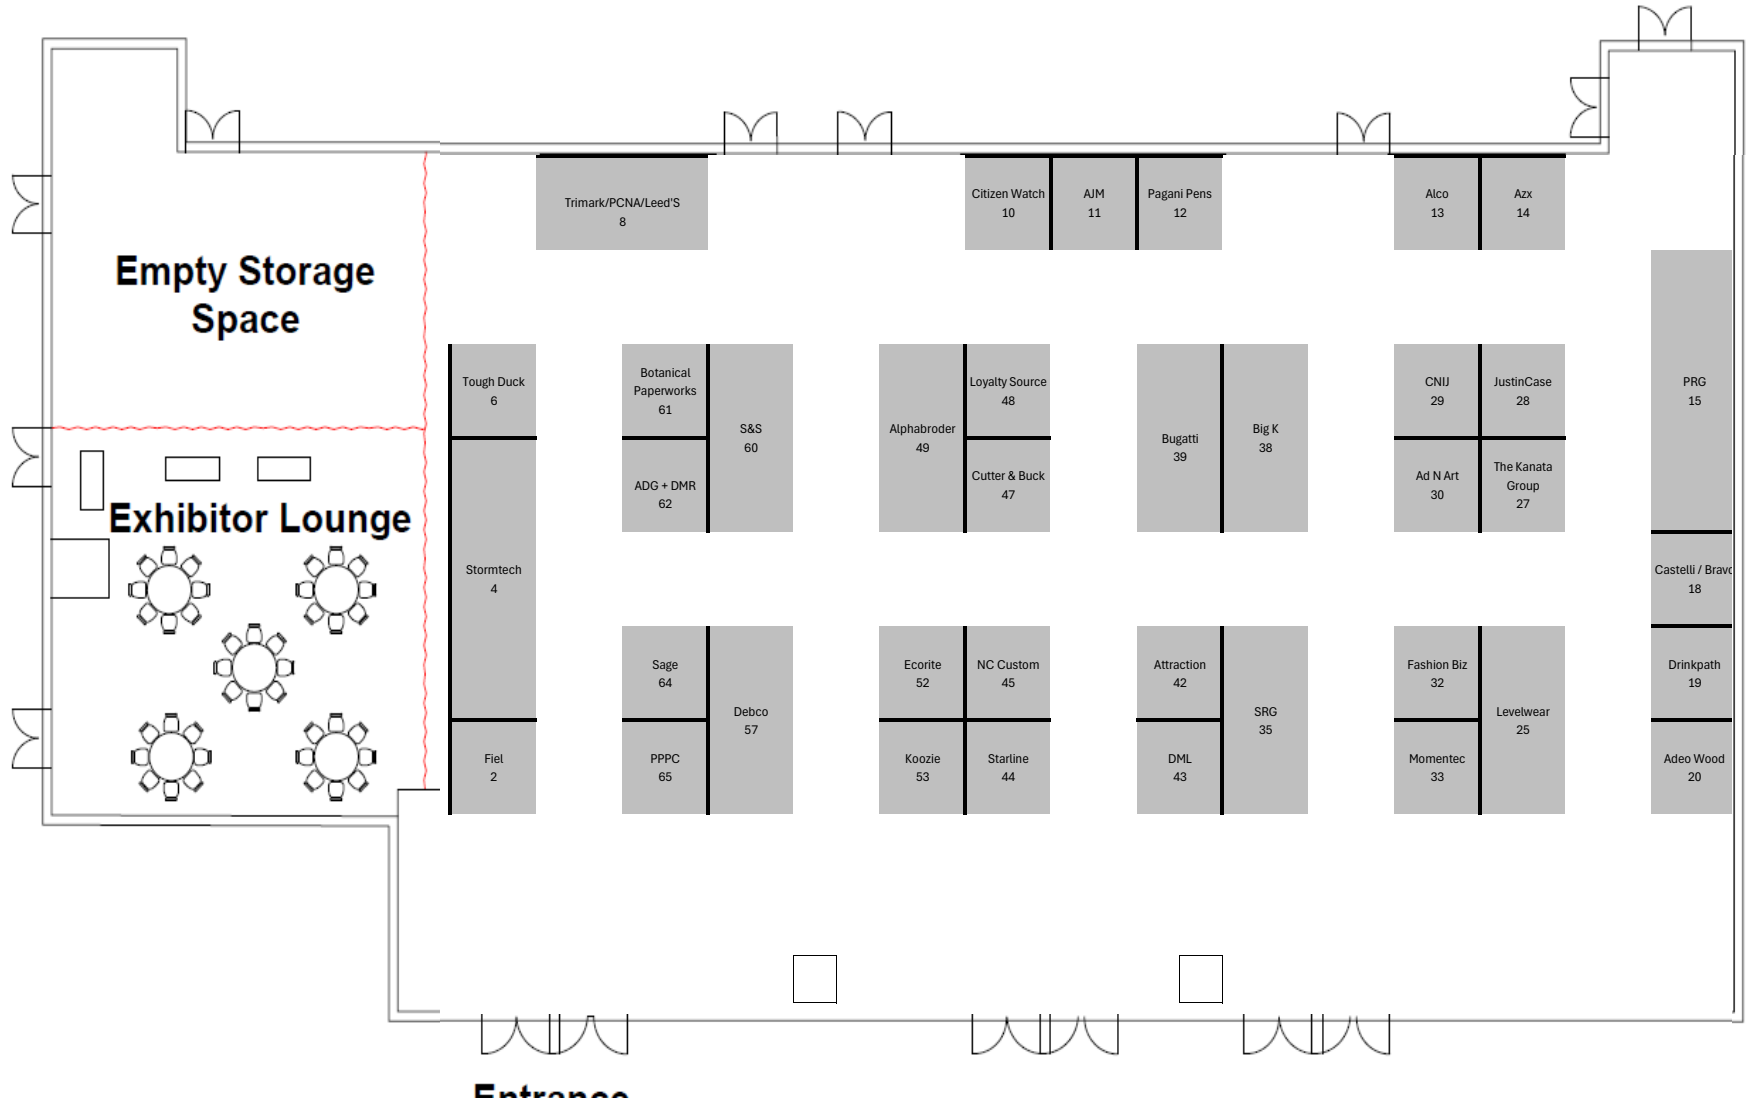 Empty Storage
Space
Exhibitor Lounge
Trimark/PCNA/Leed'S
8
Citizen Watch
10
AJM
11
Pagani Pens
12
Alco
13
Azx
14
Tough Duck
6
Stormtech
4
Fiel
2
Botanical
Paperworks
61
ADG + DMR
62
S&S
60
Alphabroder
49
Loyalty Source
48
Cutter & Buck
47
Bugatti
39
Big K
38
CNIJ
29
JustinCase
28
Ad N Art
30
The Kanata
Group
27
PRG
15
Castelli / Bravo
18
Drinkpath
19
Adeo Wood
20
Sage
64
PPPC
65
Debco
57
Ecorite
52
NC Custom
45
Koozie
53
Starline
44
Attraction
42
DML
43
SRG
35
Fashion Biz
32
Momentec
33
Levelwear
25
Entrance